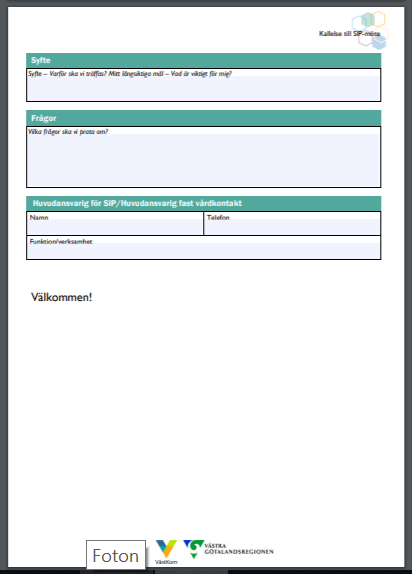 Kallelse till SIP-möte
Syfte
Syfte – Varför ska vi träffas? Mitt långsiktiga mål – Vad är viktigt för mig?
Frågor
Vilka frågor ska vi prata om?
Huvudansvarig för SIP/Huvudansvarig fast vårdkontakt
Namn
Telefon
Funktion/verksamhet
Välkommen!
Foton
VästKom
VÄSTRA
GÖTALANDSREGIONEN